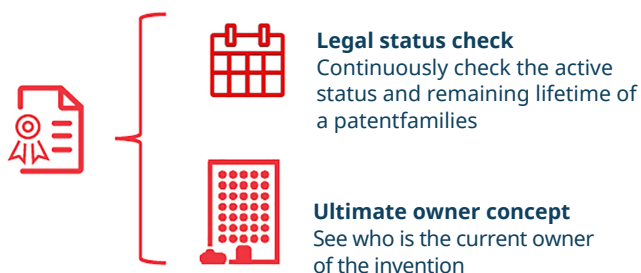 Legal status check
Continuously check the active
status and remaining lifetime of
a patentfamilies
Ultimate owner concept
See who is the current owner
of the invention